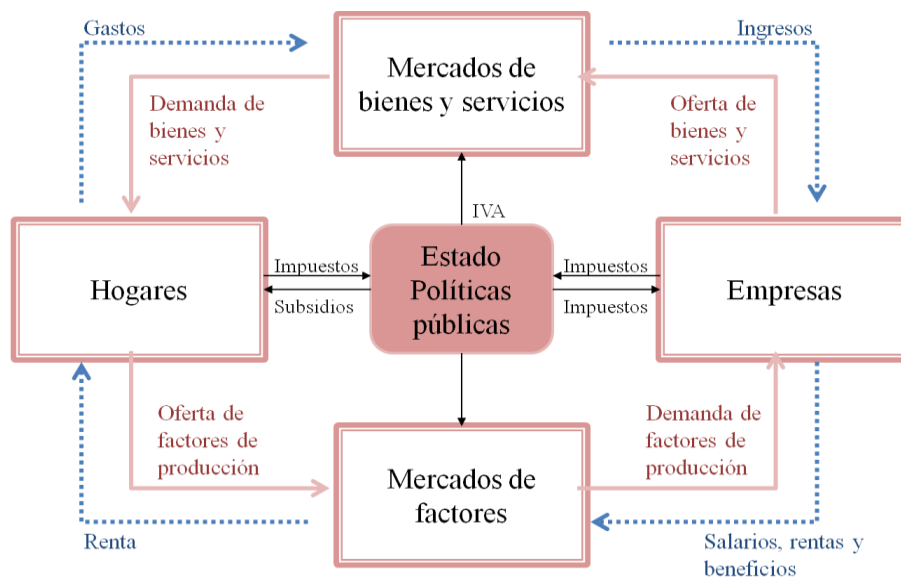 Gastos
Ingresos
Mercados de
bienes y servicios
Demanda de
bienes y
servicios
Oferta de
bienes y
servicios
IVA
Hogares
Impuestos
Subsidios
Estado
Políticas
públicas
Impuestos
Impuestos
Empresas
Oferta de
factores de
producción
Demanda de
factores de
producción
Mercados de
factores
Renta
Salarios, rentas y
beneficios